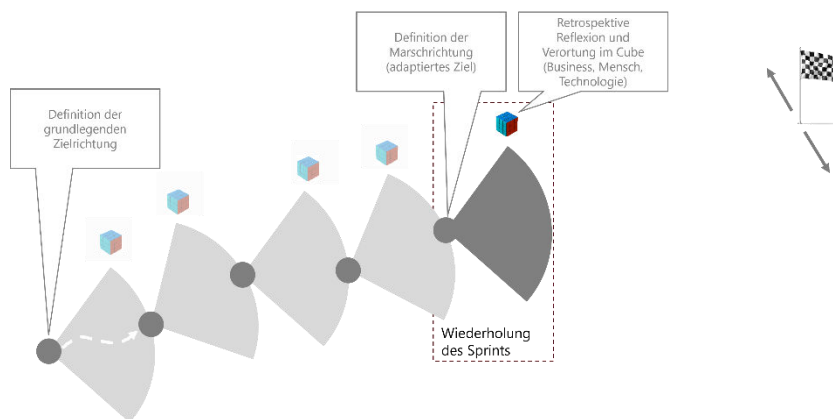 Definition der
grundlegenden
Zielrichtung
Definition der
Marschrichtung
(adaptiertes Ziel)
Retrospektive
Reflexion und
Verortung im Cube
(Business, Mensch,
Technologie)
Wiederholung
des Sprints